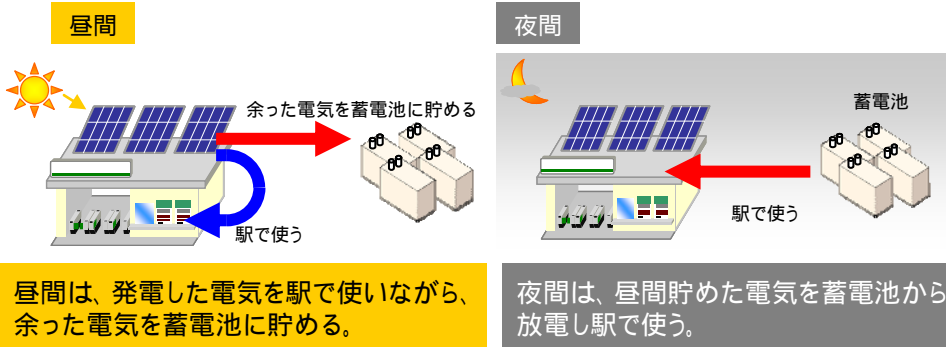 昼間
余った電気を蓄電池に貯める
駅で使う
昼間は、発電した電気を駅で使いながら、
余った電気を蓄電池に貯める。
夜間
蓄電池
駅で使う
夜間は、昼間貯めた電気を蓄電池から
放電し駅で使う。